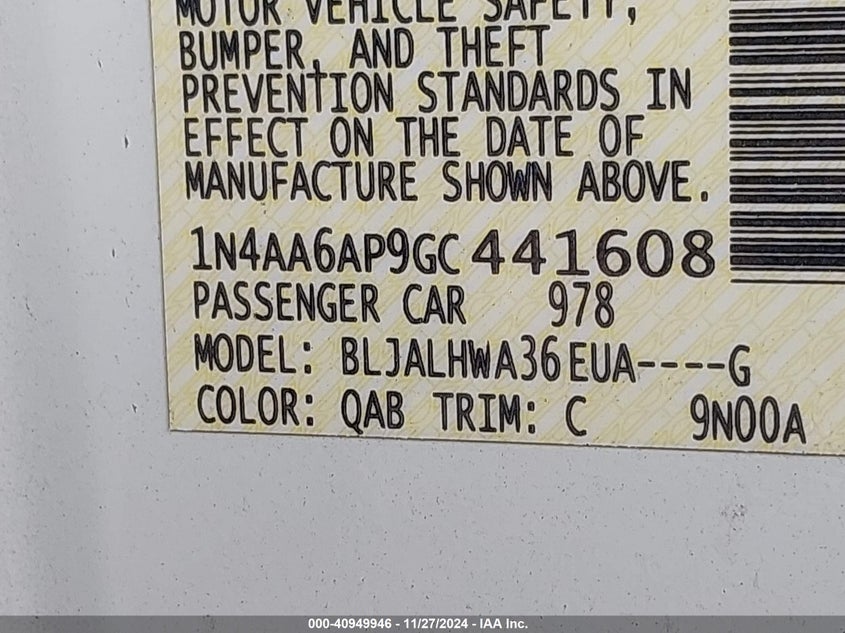 MOTOR VEHICLE SAFETY,
BUMPER, AND THEFT
PREVENTION STANDARDS IN
EFFECT ON THE DATE OF
MANUFACTURE SHOWN ABOVE.
1N4AA6AP9GC441608
PASSENGER CAR 978
MODEL: BLJALHWA36EUA----G
COLOR: QAB TRIM: C 9N00A
000-40949946 - 11/27/2024 - IAA Inc.